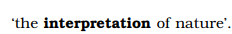 ‘the interpretation of nature’.